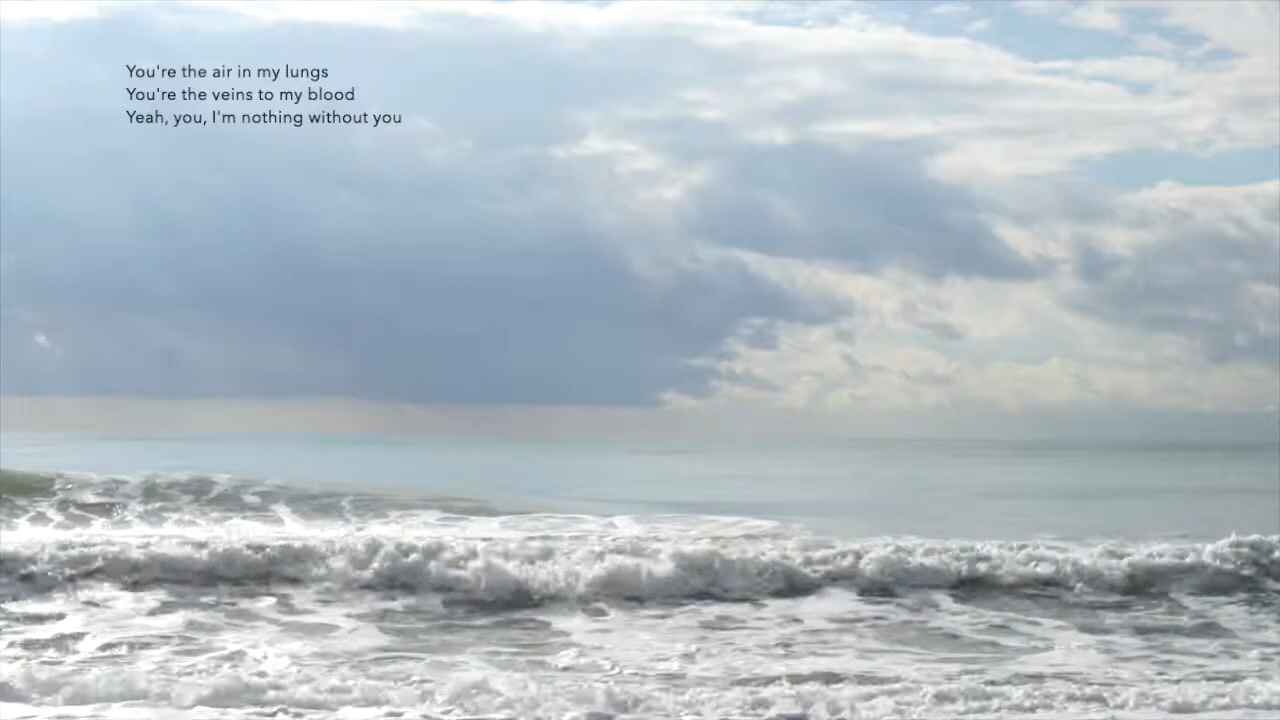 You're the air in my lungs
You're the veins to my blood
Yeah, you, I'm nothing without you